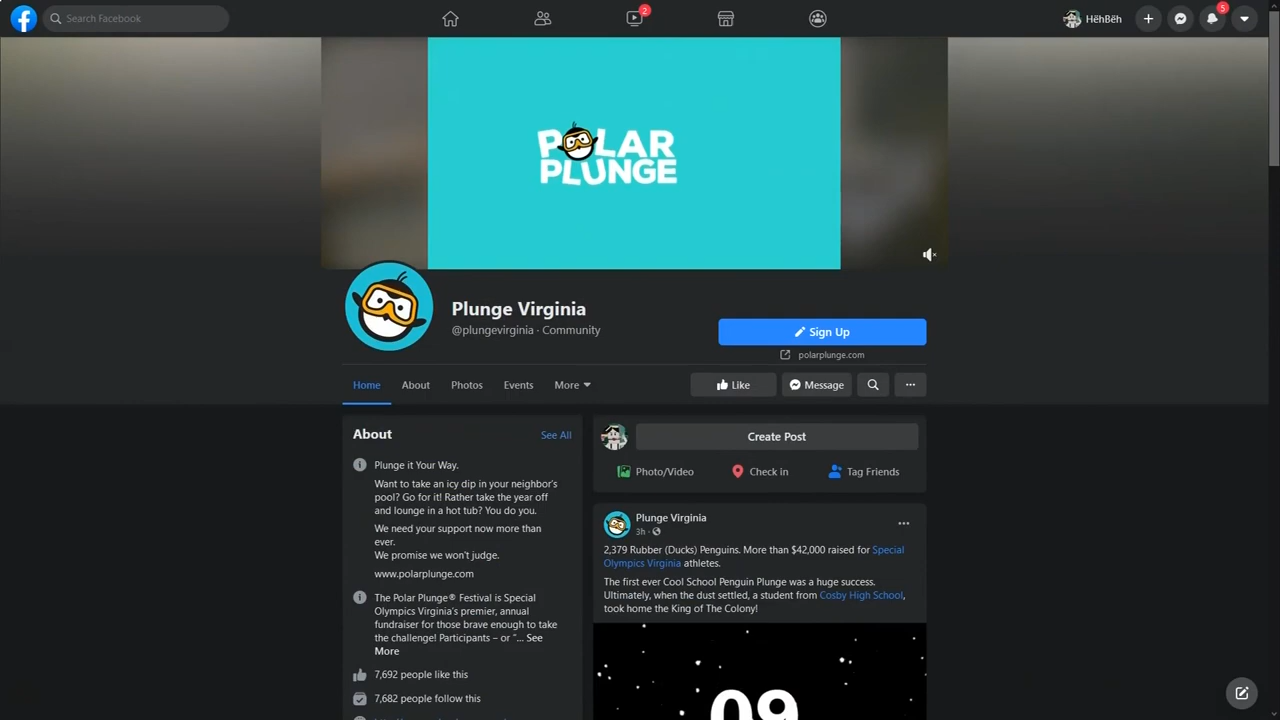 Search Facebook
2
HëhBëh
5
POLAR
PLUNGE
Plunge Virginia
@plungevirginia · Community
Sign Up
polarplunge.com
Home
About
Photos
Events
More
Like
Message
...
About
See All
Plunge it Your Way.
Want to take an icy dip in your neighbor's
pool? Go for it! Rather take the year off
and lounge in a hot tub? You do you.
We need your support now more than
ever.
We promise we won't judge.
www.polarplunge.com
The Polar Plunge® Festival is Special
Olympics Virginia's premier, annual
fundraiser for those brave enough to take
the challenge! Participants – or "... See
More
7,692 people like this
7,682 people follow this
Create Post
Photo/Video
Check in
Tag Friends
Plunge Virginia
3h ·
2,379 Rubber (Ducks) Penguins. More than $42,000 raised for Special
Olympics Virginia athletes.
The first ever Cool School Penguin Plunge was a huge success.
Ultimately, when the dust settled, a student from Cosby High School,
took home the King of The Colony!
09